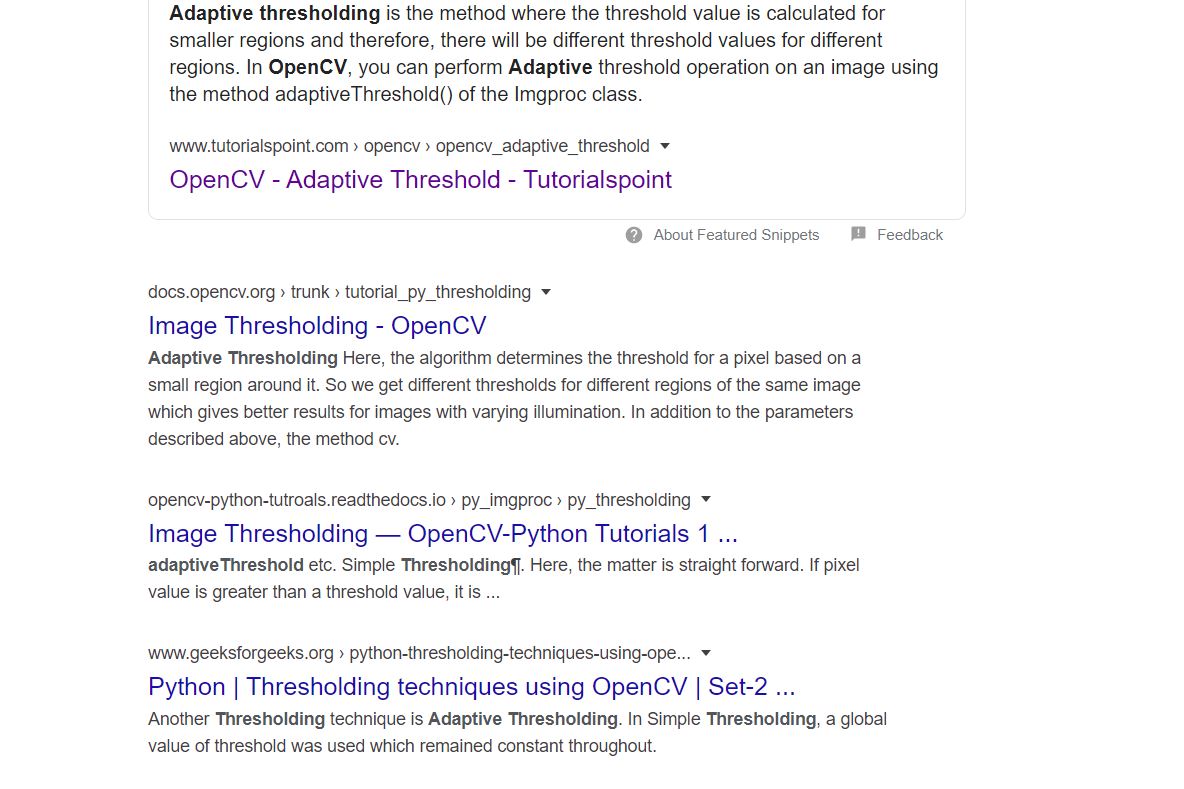 Adaptive thresholding is the method where the threshold value is calculated for
smaller regions and therefore, there will be different threshold values for different
regions. In OpenCV, you can perform Adaptive threshold operation on an image using
the method adaptiveThreshold() of the Imgproc class.
www.tutorialspoint.com › opencv › opencv_adaptive_threshold
OpenCV - Adaptive Threshold - Tutorialspoint
About Featured Snippets Feedback
docs.opencv.org › trunk › tutorial_py_thresholding
Image Thresholding - OpenCV
Adaptive Thresholding Here, the algorithm determines the threshold for a pixel based on a
small region around it. So we get different thresholds for different regions of the same image
which gives better results for images with varying illumination. In addition to the parameters
described above, the method cv.
opencv-python-tutroals.readthedocs.io › py_imgproc › py_thresholding
Image Thresholding — OpenCV-Python Tutorials 1 ...
adaptiveThreshold etc. Simple Thresholding¶. Here, the matter is straight forward. If pixel
value is greater than a threshold value, it is ...
www.geeksforgeeks.org › python-thresholding-techniques-using-ope...
Python | Thresholding techniques using OpenCV | Set-2 ...
Another Thresholding technique is Adaptive Thresholding. In Simple Thresholding, a global
value of threshold was used which remained constant throughout.